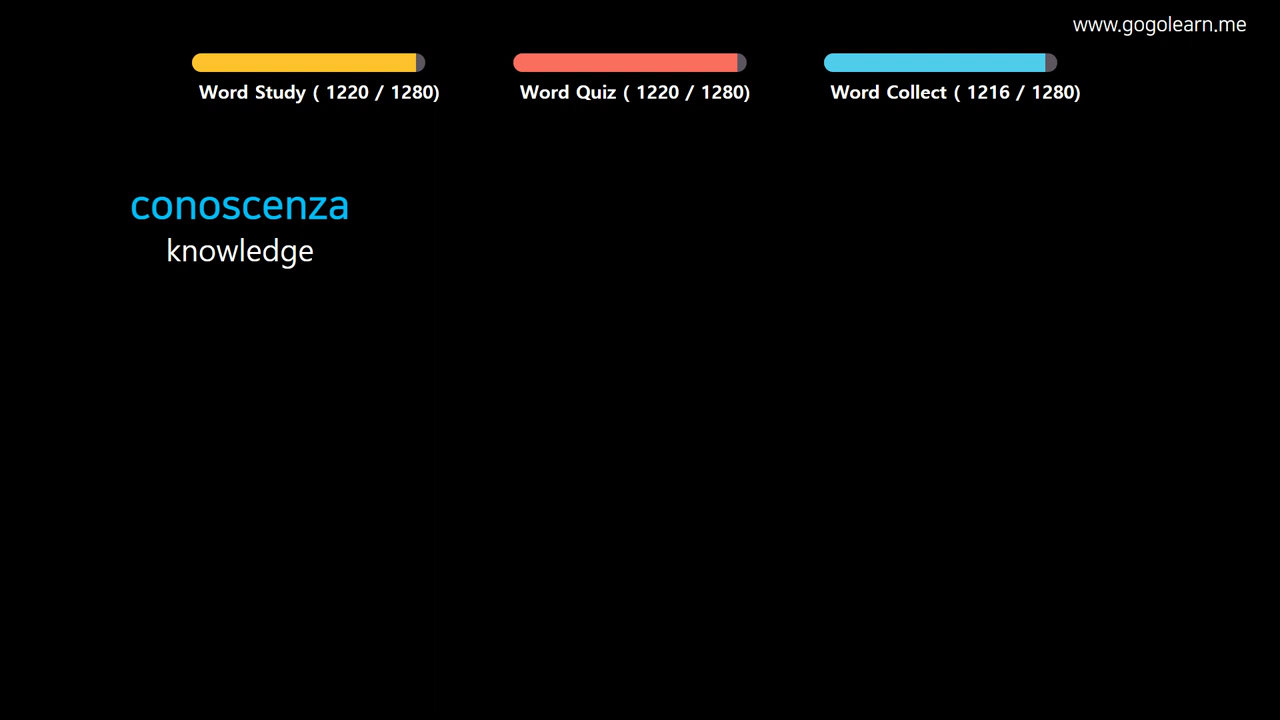 www.gogolearn.me
Word Study ( 1220 / 1280)
Word Quiz ( 1220 / 1280)
Word Collect ( 1216 / 1280)
conoscenza
knowledge